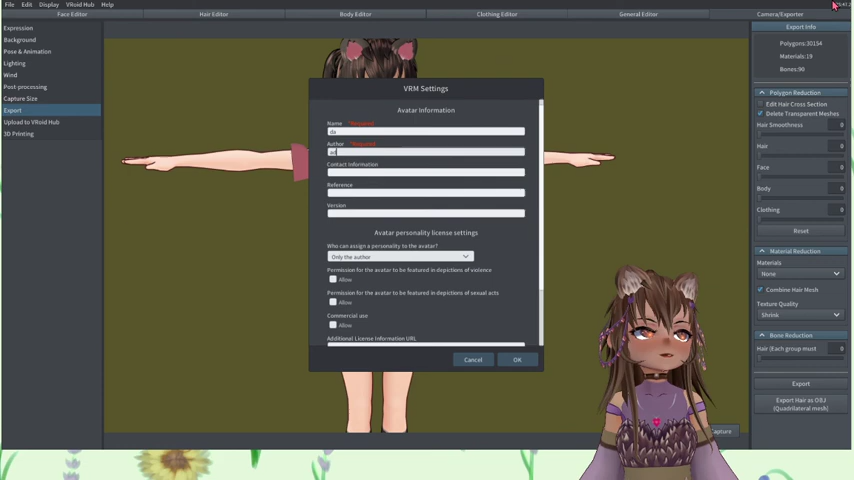 File Edit Display VRoid Hub Help
Face Editor Hair Editor Body Editor Clothing Editor General Editor Camera/Exporter
Expression
Background
Pose & Animation
Lighting
Wind
Post-processing
Capture Size
Export
Upload to VRoid Hub
3D Printing
VRM Settings
Avatar Information
Name *Required
da
Author *Required
ad
Contact Information
Reference
Version
Avatar personality license settings
Who can assign a personality to the avatar?
Only the author
Permission for the avatar to be featured in depictions of violence
Allow
Permission for the avatar to be featured in depictions of sexual acts
Allow
Commercial use
Allow
Additional License Information URL
Cancel OK
Capture
Export Info
Polygons:30154
Materials:19
Bones:90
Polygon Reduction
Edit Hair Cross Section
Delete Transparent Meshes
Hair Smoothness 0
Hair 0
Face 0
Body 0
Clothing 0
Reset
Material Reduction
Materials
None
Combine Hair Mesh
Texture Quality
Shrink
Bone Reduction
Hair (Each group must 0
Export
Export Hair as OBJ
(Quadrilateral mesh)